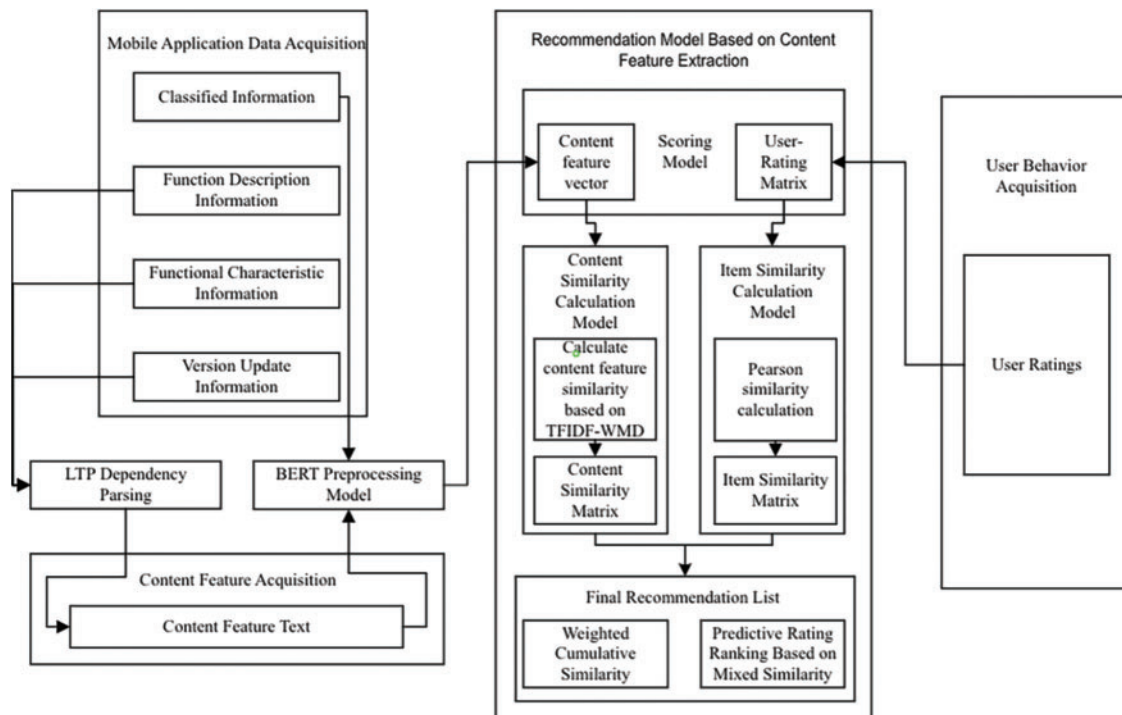 Mobile Application Data Acquisition
Classified Information
Function Description
Information
Functional Characteristic
Information
Version Update
Information
LTP Dependency
Parsing
BERT Preprocessing
Model
Content Feature Acquisition
Content Feature Text
Recommendation Model Based on Content
Feature Extraction
Content
feature
vector
Scoring
Model
User-
Rating
Matrix
Content
Similarity
Calculation
Model
Calculate
content feature
similarity
based on
TFIDF-WMD
Content
Similarity
Matrix
Item Similarity
Calculation
Model
Pearson
similarity
calculation
Item Similarity
Matrix
Final Recommendation List
Weighted
Cumulative
Similarity
Predictive Rating
Ranking Based on
Mixed Similarity
User Behavior
Acquisition
User Ratings